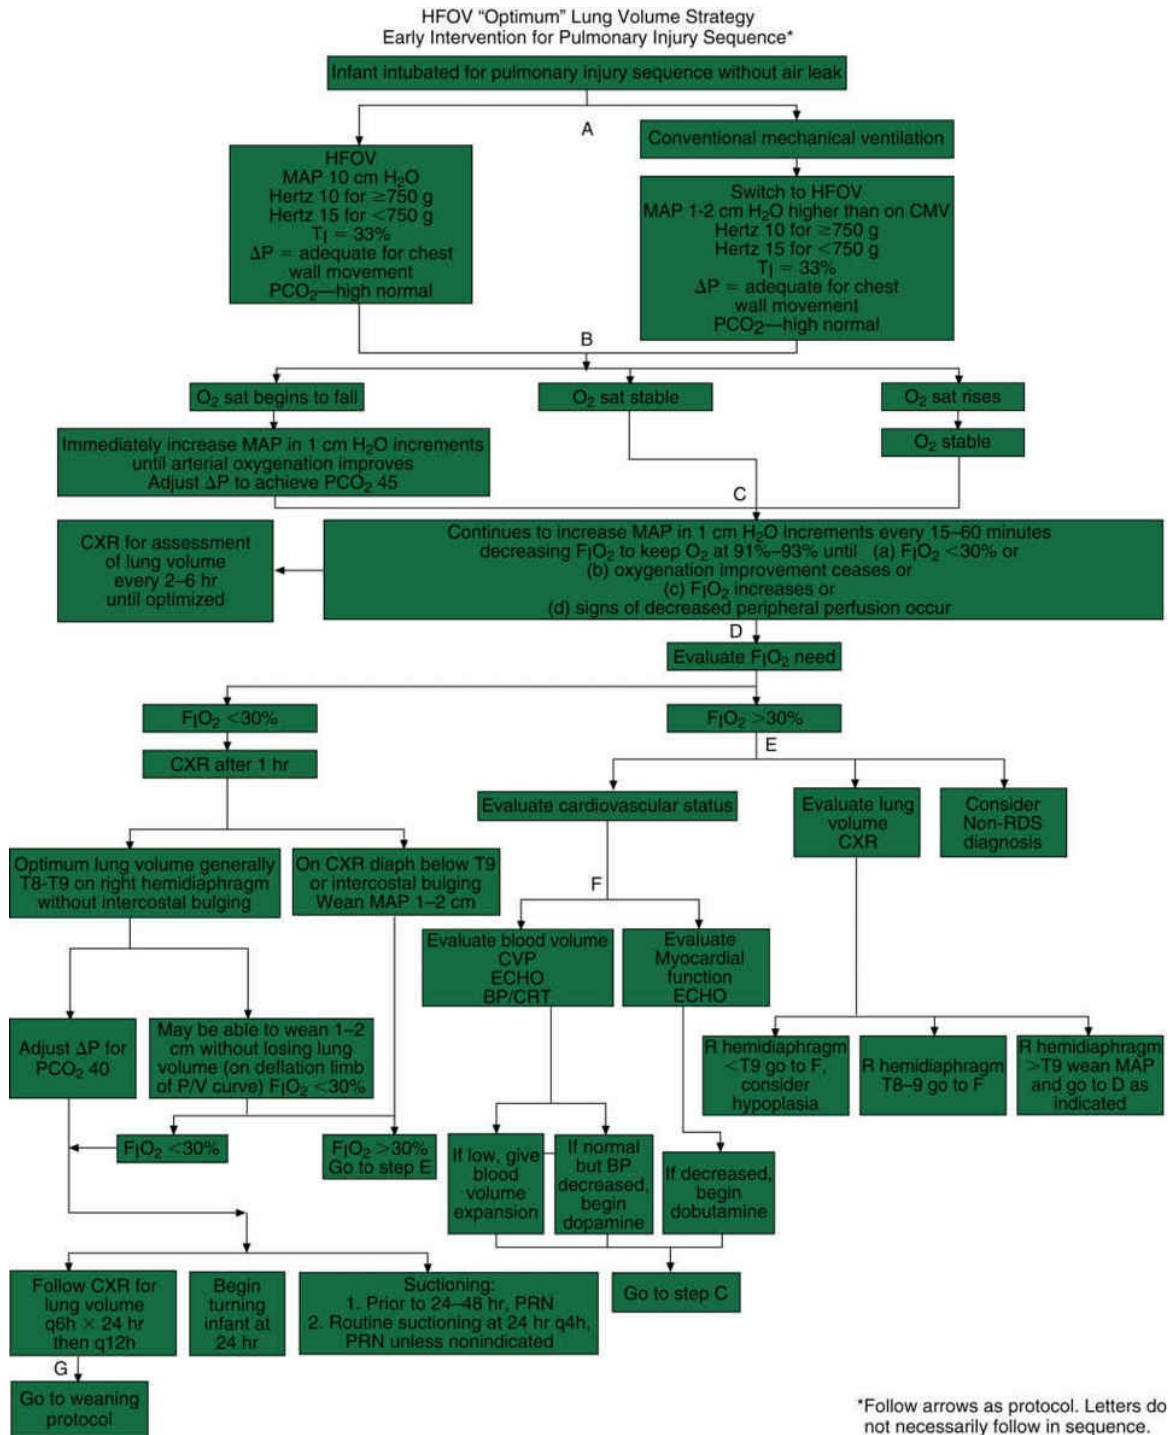 HFOV “Optimum” Lung Volume Strategy
Early Intervention for Pulmonary Injury Sequence*
Infant intubated for pulmonary injury sequence without air leak
A
HFOV
MAP 10 cm H2O
Hertz 10 for ≥750 g
Hertz 15 for <750 g
TI = 33%
ΔP = adequate for chest
wall movement
PCO2—high normal
Conventional mechanical ventilation
Switch to HFOV
MAP 1-2 cm H2O higher than on CMV
Hertz 10 for ≥750 g
Hertz 15 for <750 g
TI = 33%
ΔP = adequate for chest
wall movement
PCO2—high normal
B
O2 sat begins to fall
O2 sat stable
O2 sat rises
Immediately increase MAP in 1 cm H2O increments
until arterial oxygenation improves
Adjust ΔP to achieve PCO2 45
O2 stable
C
CXR for assessment
of lung volume
every 2–6 hr
until optimized
Continues to increase MAP in 1 cm H2O increments every 15–60 minutes
decreasing FIO2 to keep O2 at 91%–93% until (a) FIO2 <30% or
(b) oxygenation improvement ceases or
(c) FIO2 increases or
(d) signs of decreased peripheral perfusion occur
D
Evaluate FIO2 need
FIO2 <30%
FIO2 >30%
CXR after 1 hr
E
Evaluate cardiovascular status
Evaluate lung
volume
CXR
Consider
Non-RDS
diagnosis
Optimum lung volume generally
T8-T9 on right hemidiaphragm
without intercostal bulging
On CXR diaph below T9
or intercostal bulging
Wean MAP 1–2 cm
F
Evaluate blood volume
CVP
ECHO
BP/CRT
Evaluate
Myocardial
function
ECHO
Adjust ΔP for
PCO2 40
May be able to wean 1–2
cm without losing lung
volume (on deflation limb
of P/V curve) FIO2 <30%
R hemidiaphragm
<T9 go to F,
consider
hypoplasia
R hemidiaphragm
T8–9 go to F
R hemidiaphragm
>T9 wean MAP
and go to D as
indicated
FIO2 <30%
FIO2 >30%
Go to step E
If low, give
blood
volume
expansion
If normal
but BP
decreased,
begin
dopamine
If decreased,
begin
dobutamine
Follow CXR for
lung volume
q6h × 24 hr
then q12h
Begin
turning
infant at
24 hr
Suctioning:
1. Prior to 24–48 hr, PRN
2. Routine suctioning at 24 hr q4h,
PRN unless nonindicated
Go to step C
G
Go to weaning
protocol
*Follow arrows as protocol. Letters do
not necessarily follow in sequence.